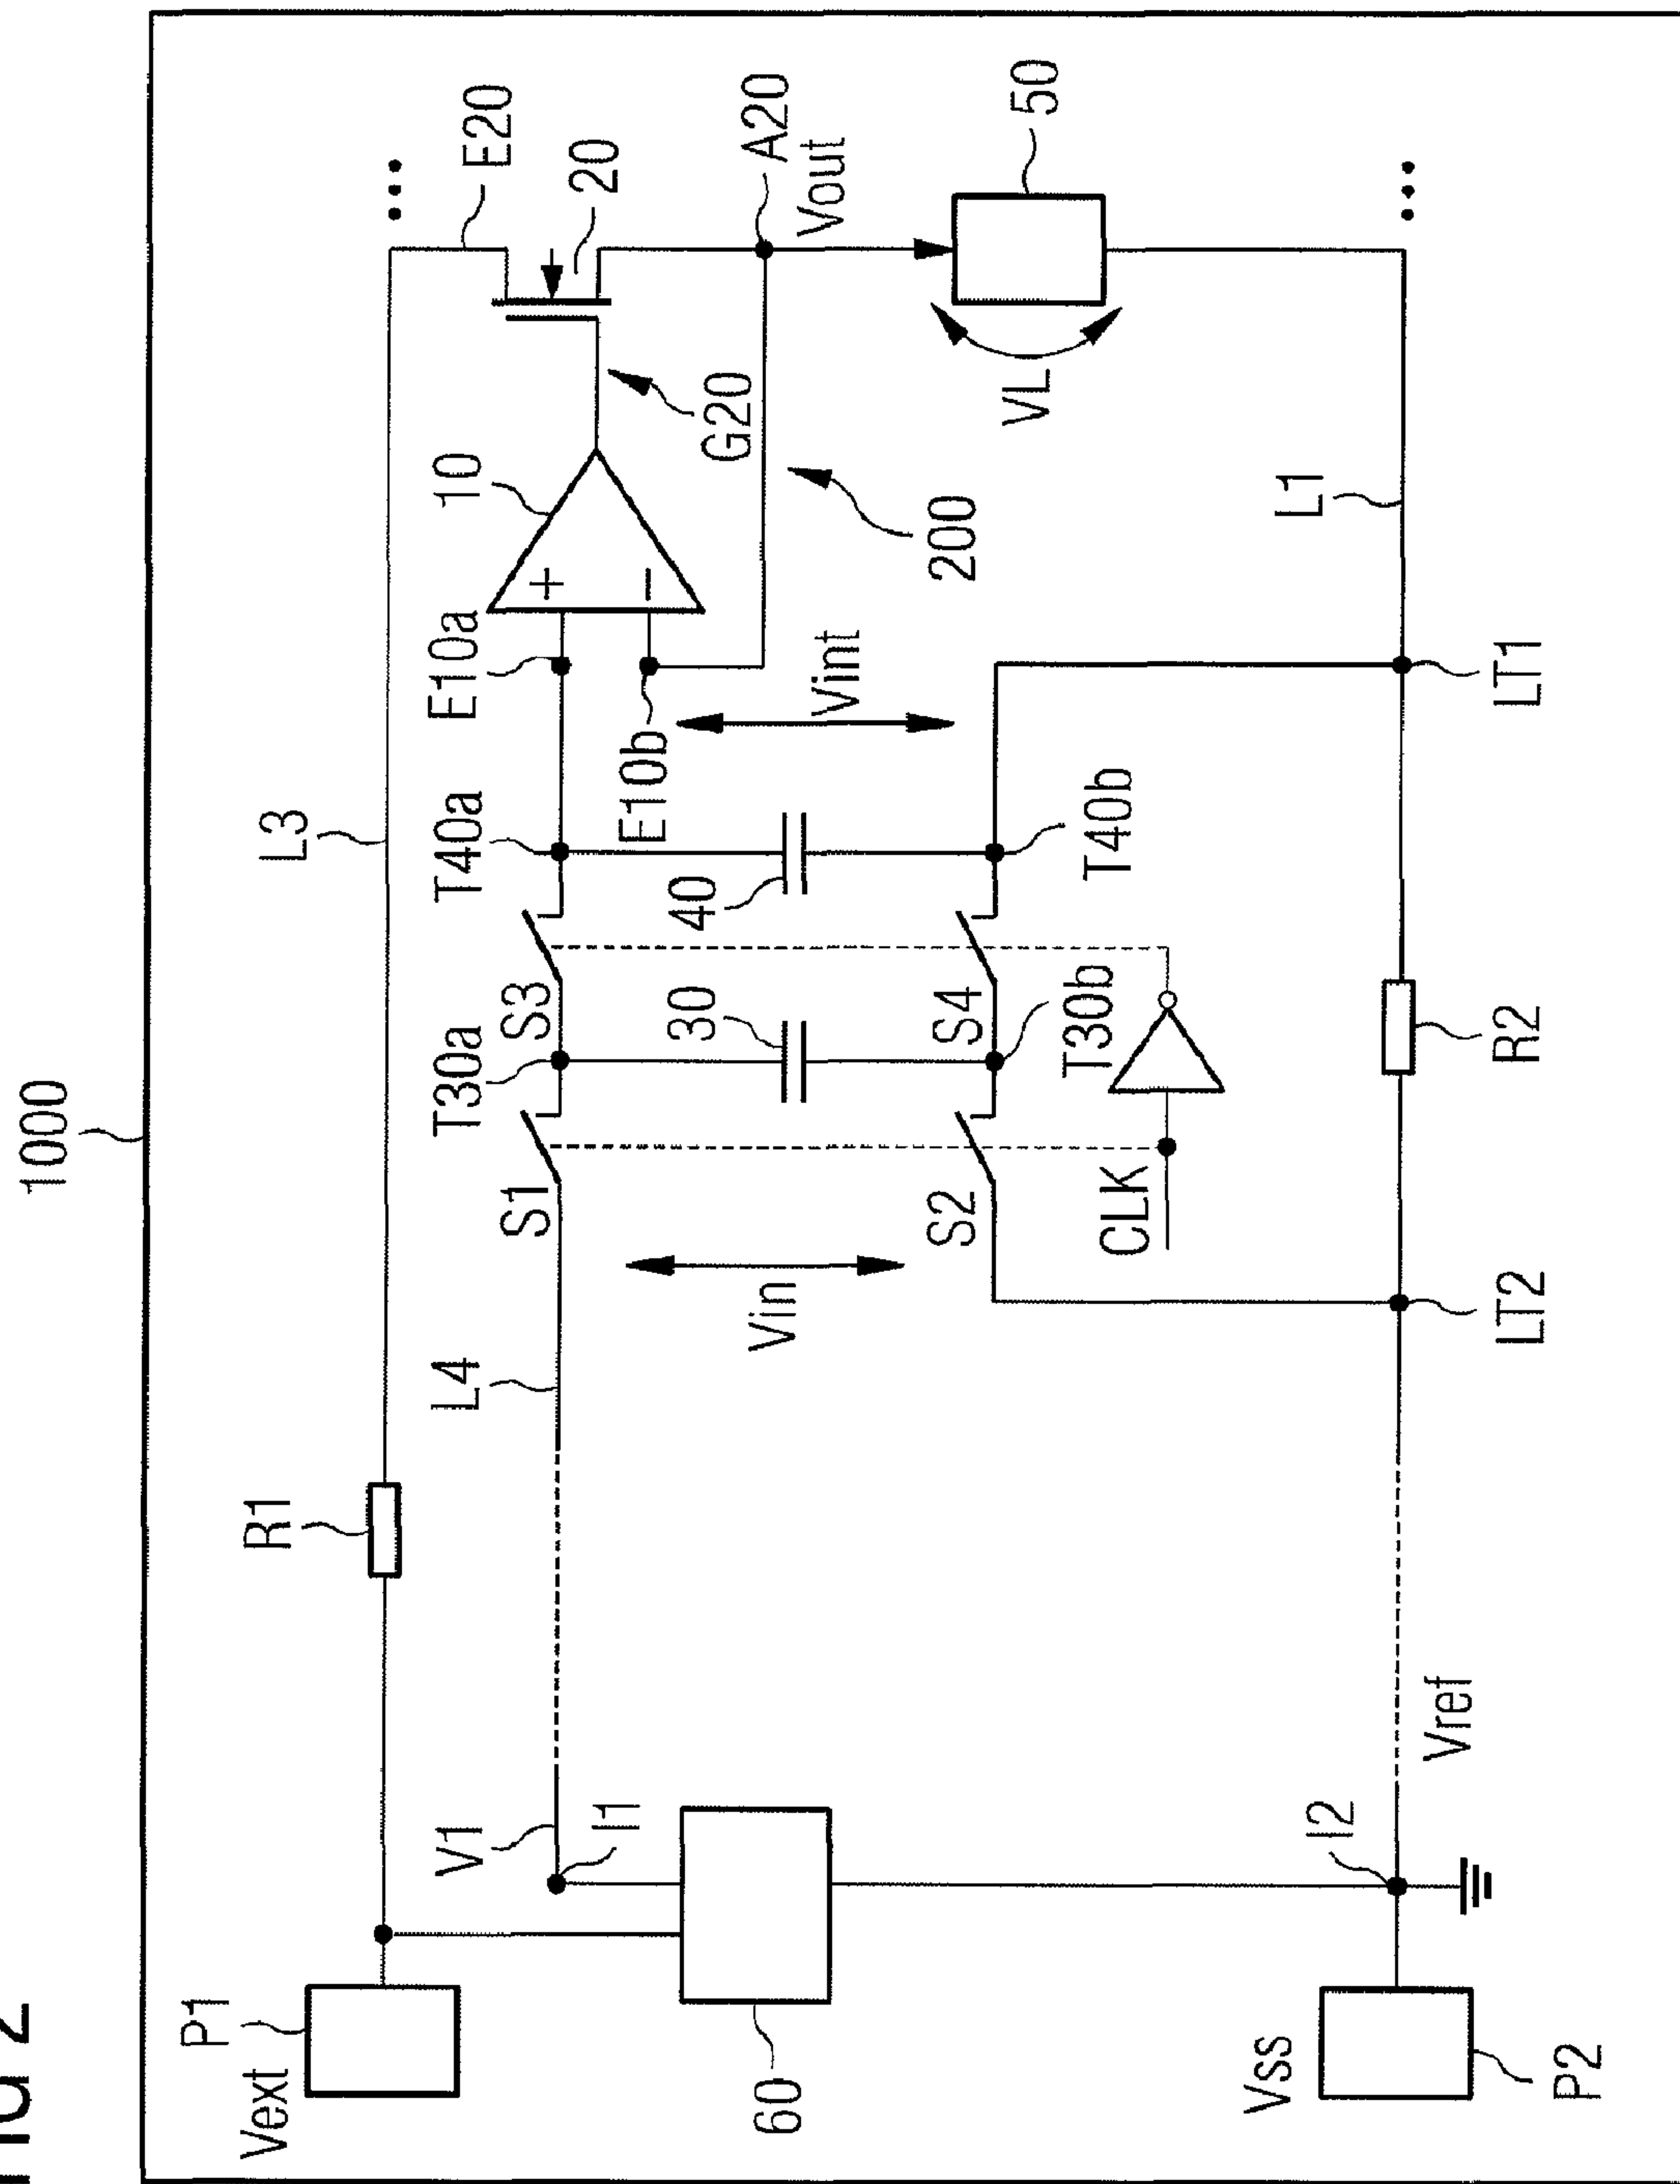 1000
P1
Vext
R1
L3
E20
20
V1
I1
L4
S1
T30a
S3
T40a
E10a
10
+
−
E10b
G20
A20
Vout
60
Vin
30
40
Vint
200
VL
50
S2
S4
T30b
T40b
CLK
L1
Vss
P2
I2
Vref
LT2
R2
LT1